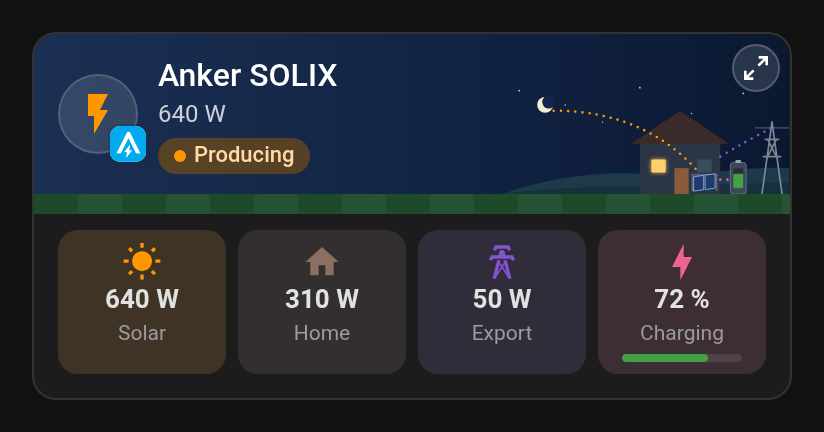 Anker SOLIX
640 W
Producing
640 W
Solar
310 W
Home
50 W
Export
72 %
Charging